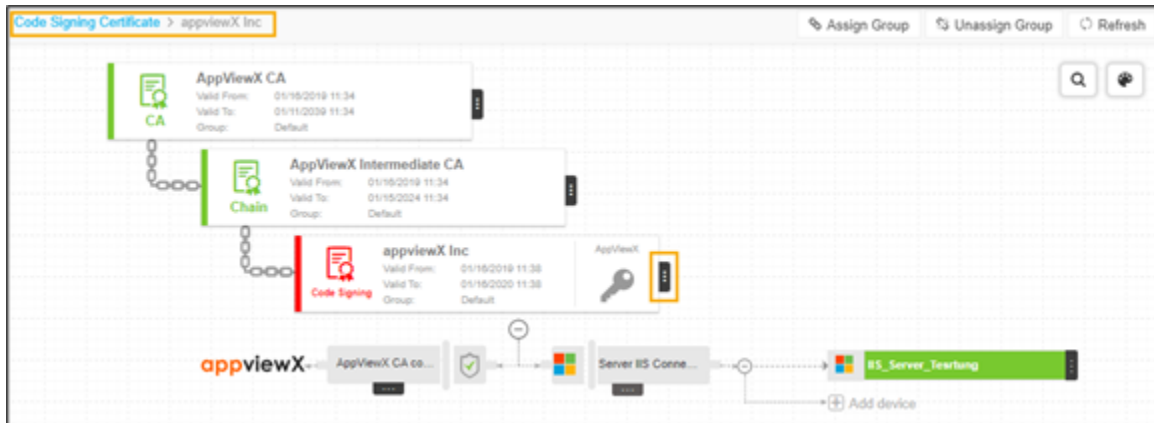 Code Signing Certificate > appviewX Inc
Assign Group
Unassign Group
Refresh
AppViewX CA
Valid From: 01/16/2019 11:34
Valid To: 01/11/2039 11:34
Group: Default
CA
AppViewX Intermediate CA
Valid From: 01/16/2019 11:34
Valid To: 01/15/2024 11:34
Group: Default
Chain
appviewX Inc
Valid From: 01/16/2019 11:38
Valid To: 01/16/2020 11:38
Group: Default
Code Signing
AppViewX
appviewX
AppViewX CA co...
Server IIS Conne...
IIS_Server_Teartung
Add device